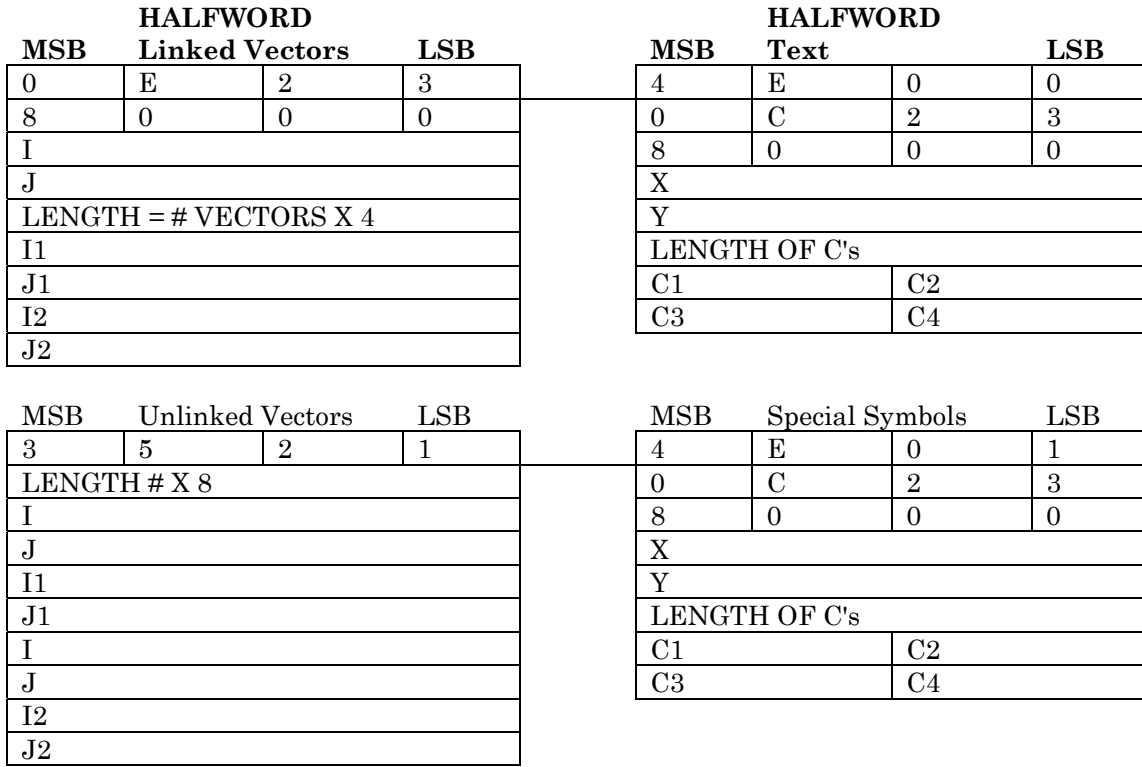 HALFWORD
MSB Linked Vectors LSB
0 E 2 3
8 0 0 0
I
J
LENGTH = # VECTORS X 4
I1
J1
I2
J2
HALFWORD
MSB Text LSB
4 E 0 0
0 C 2 3
8 0 0 0
X
Y
LENGTH OF C's
C1 C2
C3 C4
MSB Unlinked Vectors LSB
3 5 2 1
LENGTH # X 8
I
J
I1
J1
I
J
I2
J2
MSB Special Symbols LSB
4 E 0 1
0 C 2 3
8 0 0 0
X
Y
LENGTH OF C's
C1 C2
C3 C4